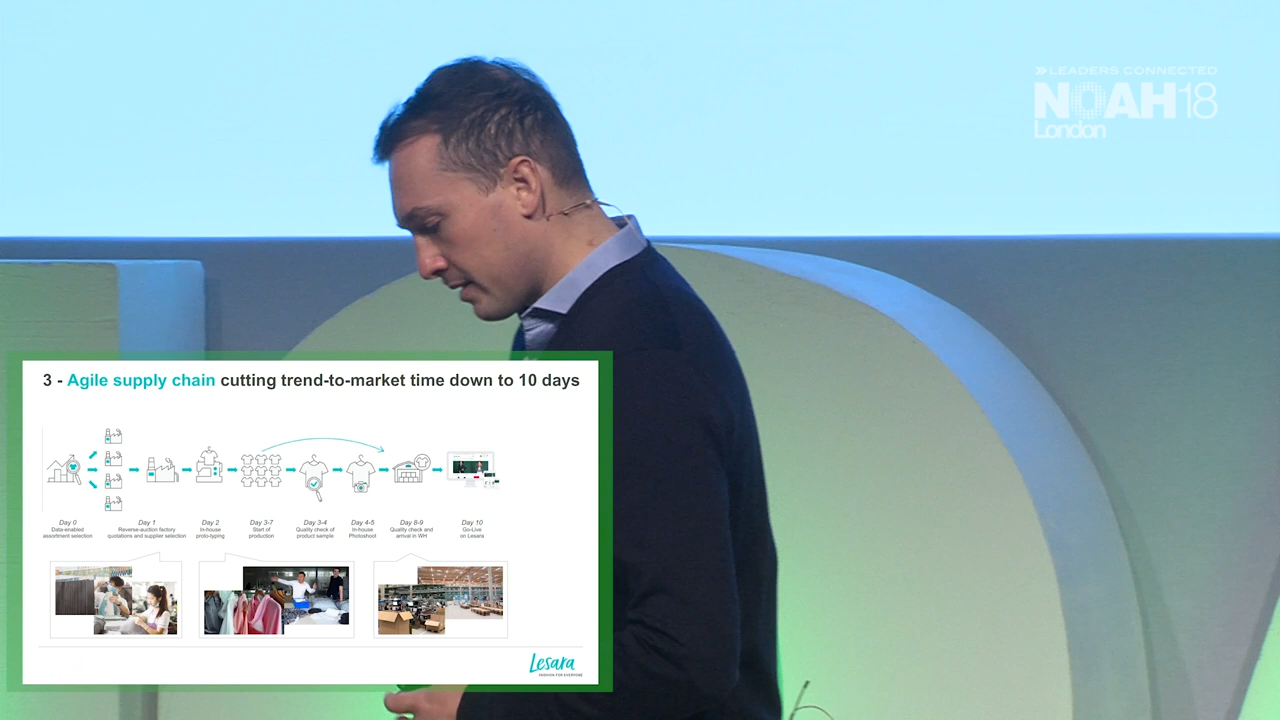 LEADERS CONNECTED
NOAH18
London
3 - Agile supply chain cutting trend-to-market time down to 10 days
Day 0
Data-enabled
assortment selection
Day 1
Reverse-auction factory
quotations and supplier selection
Day 2
In-house
proto-typing
Day 3-7
Start of
production
Day 3-4
Quality check of
product sample
Day 4-5
In-house
Photoshoot
Day 8-9
Quality check and
arrival in WH
Day 10
Go-Live
on Lesara
Lesara
FASHION FOR EVERYONE